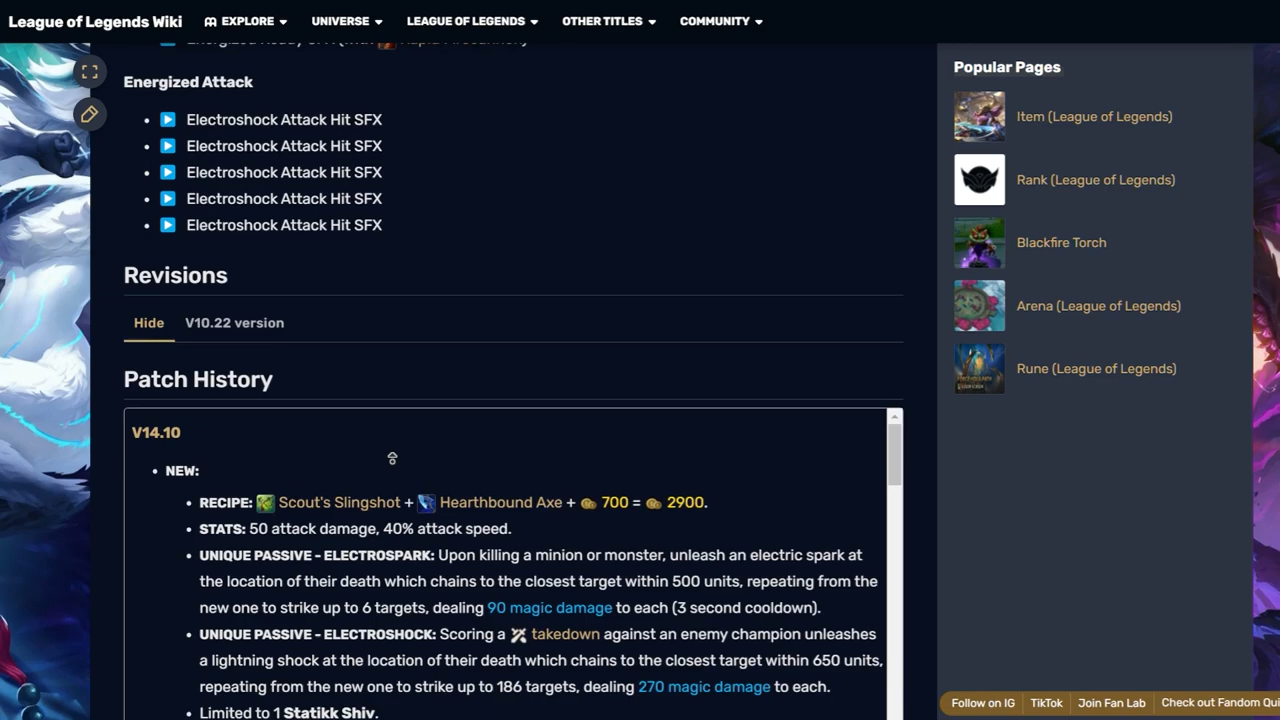 League of Legends Wiki EXPLORE UNIVERSE LEAGUE OF LEGENDS OTHER TITLES COMMUNITY
Energized Attack
Electroshock Attack Hit SFX
Electroshock Attack Hit SFX
Electroshock Attack Hit SFX
Electroshock Attack Hit SFX
Electroshock Attack Hit SFX
Revisions
Hide V10.22 version
Patch History
V14.10
NEW:
RECIPE: Scout's Slingshot + Hearthbound Axe + 700 = 2900.
STATS: 50 attack damage, 40% attack speed.
UNIQUE PASSIVE - ELECTROSPARK: Upon killing a minion or monster, unleash an electric spark at
the location of their death which chains to the closest target within 500 units, repeating from the
new one to strike up to 6 targets, dealing 90 magic damage to each (3 second cooldown).
UNIQUE PASSIVE - ELECTROSHOCK: Scoring a takedown against an enemy champion unleashes
a lightning shock at the location of their death which chains to the closest target within 650 units,
repeating from the new one to strike up to 186 targets, dealing 270 magic damage to each.
Limited to 1 Statikk Shiv.
Popular Pages
Item (League of Legends)
Rank (League of Legends)
Blackfire Torch
Arena (League of Legends)
Rune (League of Legends)
Follow on IG TikTok Join Fan Lab Check out Fandom Qui